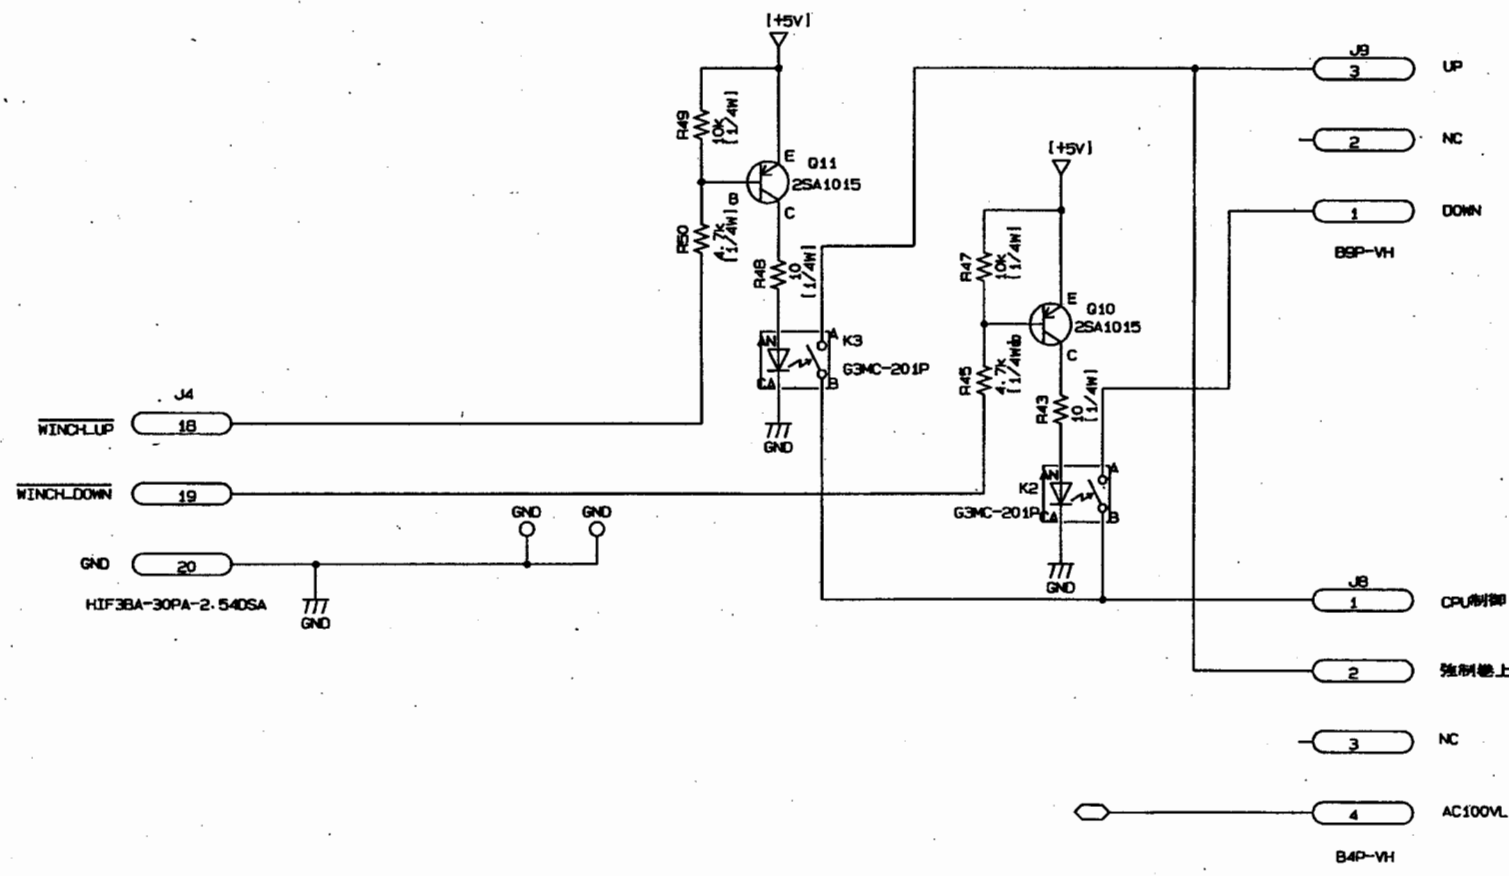 [+5V]
J9
3
UP
R49
10K
[1/4W]
2
NC
[+5V]
E
Q11
2SA1015
B
C
1
DOWN
B9P-VH
R50
4.7K
[1/4W]
R48
10
[1/4W]
R47
10K
[1/4W]
E
Q10
2SA1015
C
AN
A
K3
G3MC-201P
CA
B
R45
4.7K
[1/4W]
R43
10
[1/4W]
J4
WINCH_UP
18
GND
WINCH_DOWN
19
AN
A
K2
G3MC-201P
CA
B
GND
GND
GND
20
GND
HIF3BA-30PA-2.54DSA
GND
J8
1
CPU制御
2
強制巻上
3
NC
4
AC100VL
B4P-VH